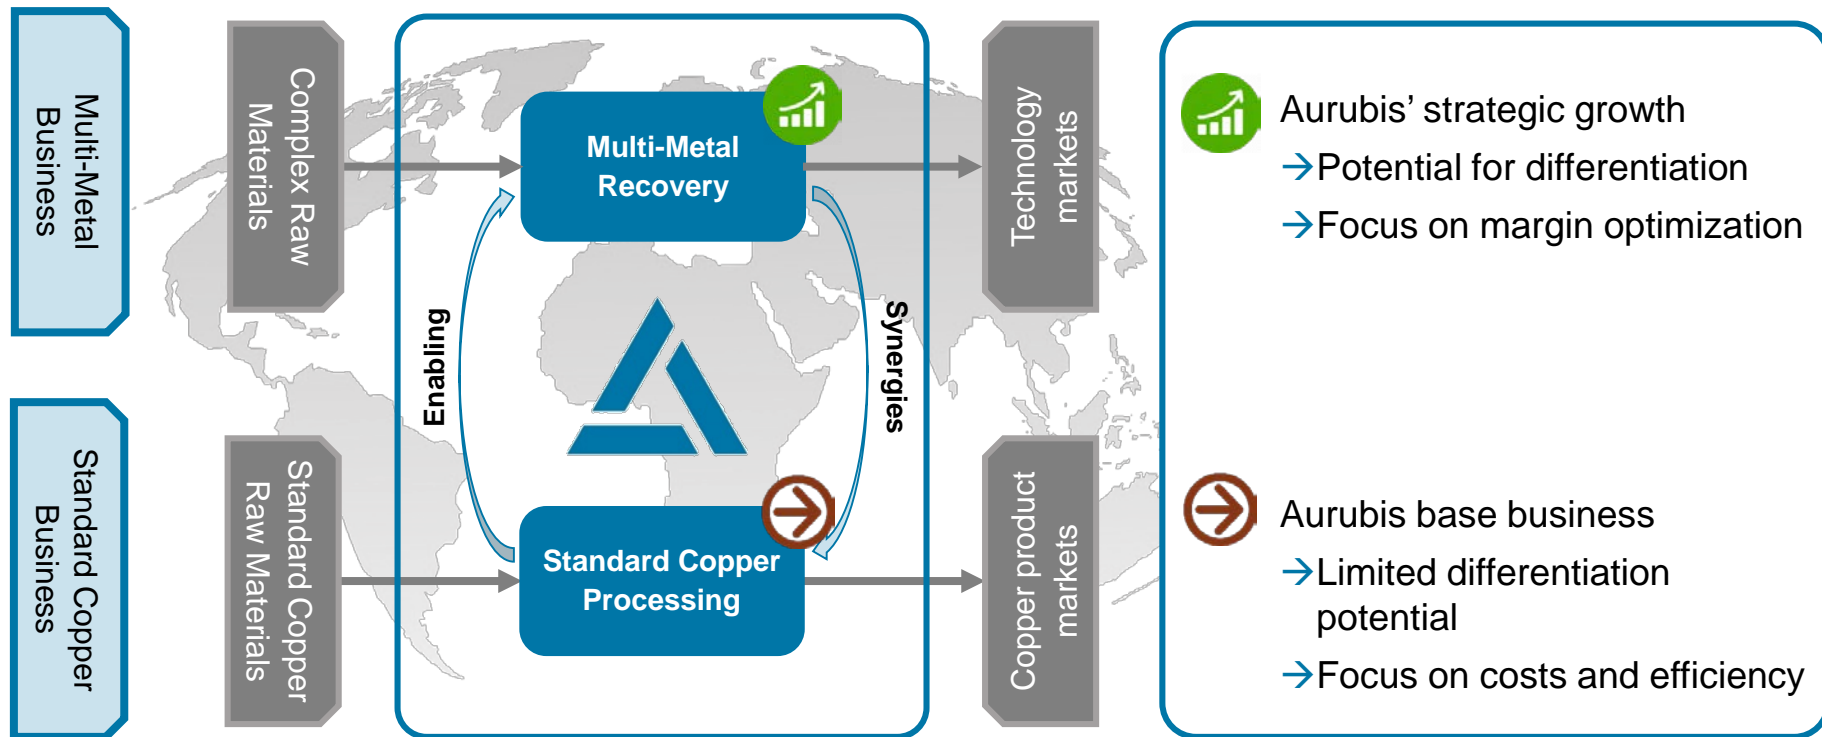 Multi-Metal
Business
Complex Raw
Materials
Multi-Metal
Recovery
Technology
markets
Enabling
Synergies
Standard Copper
Business
Standard Copper
Raw Materials
Standard Copper
Processing
Copper product
markets
Aurubis’ strategic growth
→Potential for differentiation
→Focus on margin optimization
Aurubis base business
→Limited differentiation
potential
→Focus on costs and efficiency